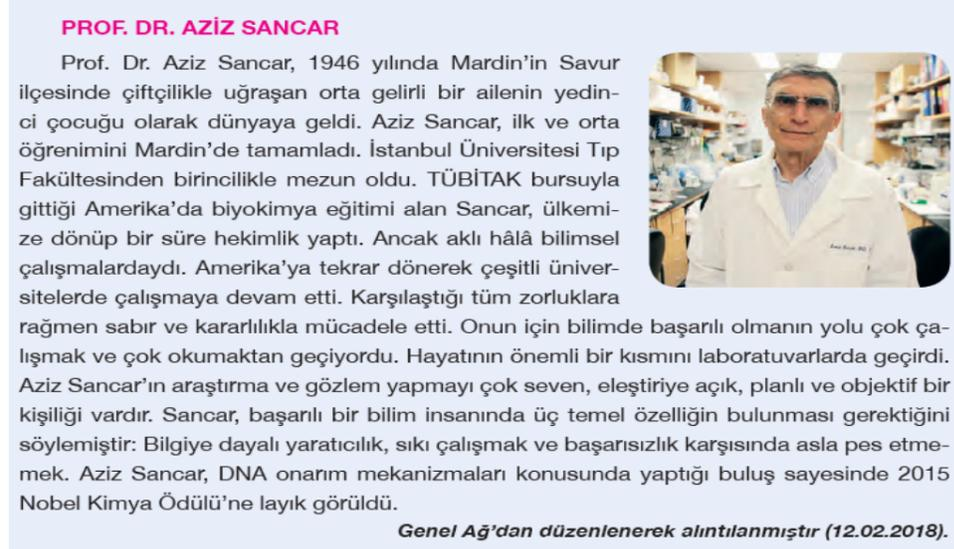 PROF. DR. AZİZ SANCAR
Prof. Dr. Aziz Sancar, 1946 yılında Mardin’in Savur
ilçesinde çiftçilikle uğraşan orta gelirli bir ailenin yedin-
ci çocuğu olarak dünyaya geldi. Aziz Sancar, ilk ve orta
öğrenimini Mardin’de tamamladı. İstanbul Üniversitesi Tıp
Fakültesinden birincilikle mezun oldu. TÜBİTAK bursuyla
gittiği Amerika’da biyokimya eğitimi alan Sancar, ülkemi-
ze dönüp bir süre hekimlik yaptı. Ancak aklı hâlâ bilimsel
çalışmalardaydı. Amerika’ya tekrar dönerek çeşitli üniver-
sitelerde çalışmaya devam etti. Karşılaştığı tüm zorluklara
rağmen sabır ve kararlılıkla mücadele etti. Onun için bilimde başarılı olmanın yolu çok ça-
lışmak ve çok okumaktan geçiyordu. Hayatının önemli bir kısmını laboratuvarlarda geçirdi.
Aziz Sancar’ın araştırma ve gözlem yapmayı çok seven, eleştiriye açık, planlı ve objektif bir
kişiliği vardır. Sancar, başarılı bir bilim insanında üç temel özelliğin bulunması gerektiğini
söylemiştir: Bilgiye dayalı yaratıcılık, sıkı çalışmak ve başarısızlık karşısında asla pes etme-
mek. Aziz Sancar, DNA onarım mekanizmaları konusunda yaptığı buluş sayesinde 2015
Nobel Kimya Ödülü’ne layık görüldü.
Genel Ağ’dan düzenlenerek alıntılanmıştır (12.02.2018).